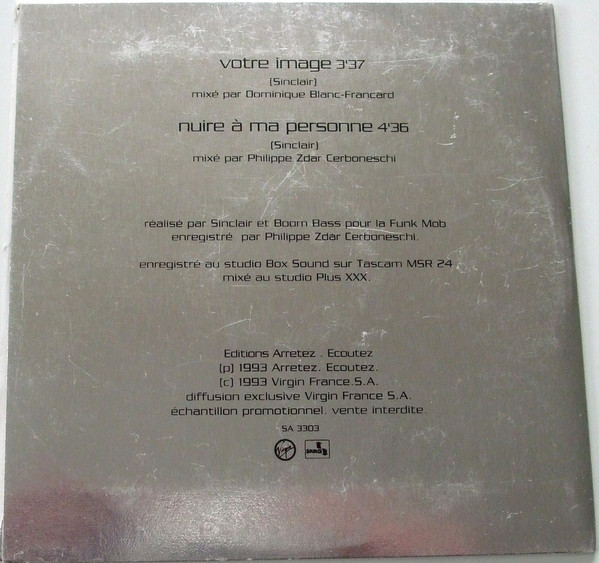 votre image 3'37
(Sinclair)
mixé par Dominique Blanc-Francard
nuire à ma personne 4'36
(Sinclair)
mixé par Philippe Zdar Cerboneschi
réalisé par Sinclair et Boom Bass pour la Funk Mob
enregistré par Philippe Zdar Cerboneschi.
enregistré au studio Box Sound sur Tascam MSR 24
mixé au studio Plus XXX.
Editions Arretez . Ecoutez
(p) 1993 Arretez. Ecoutez.
(c) 1993 Virgin France.S.A.
diffusion exclusive Virgin France S.A.
échantillon promotionnel. vente interdite.
SA 3303
Virgin